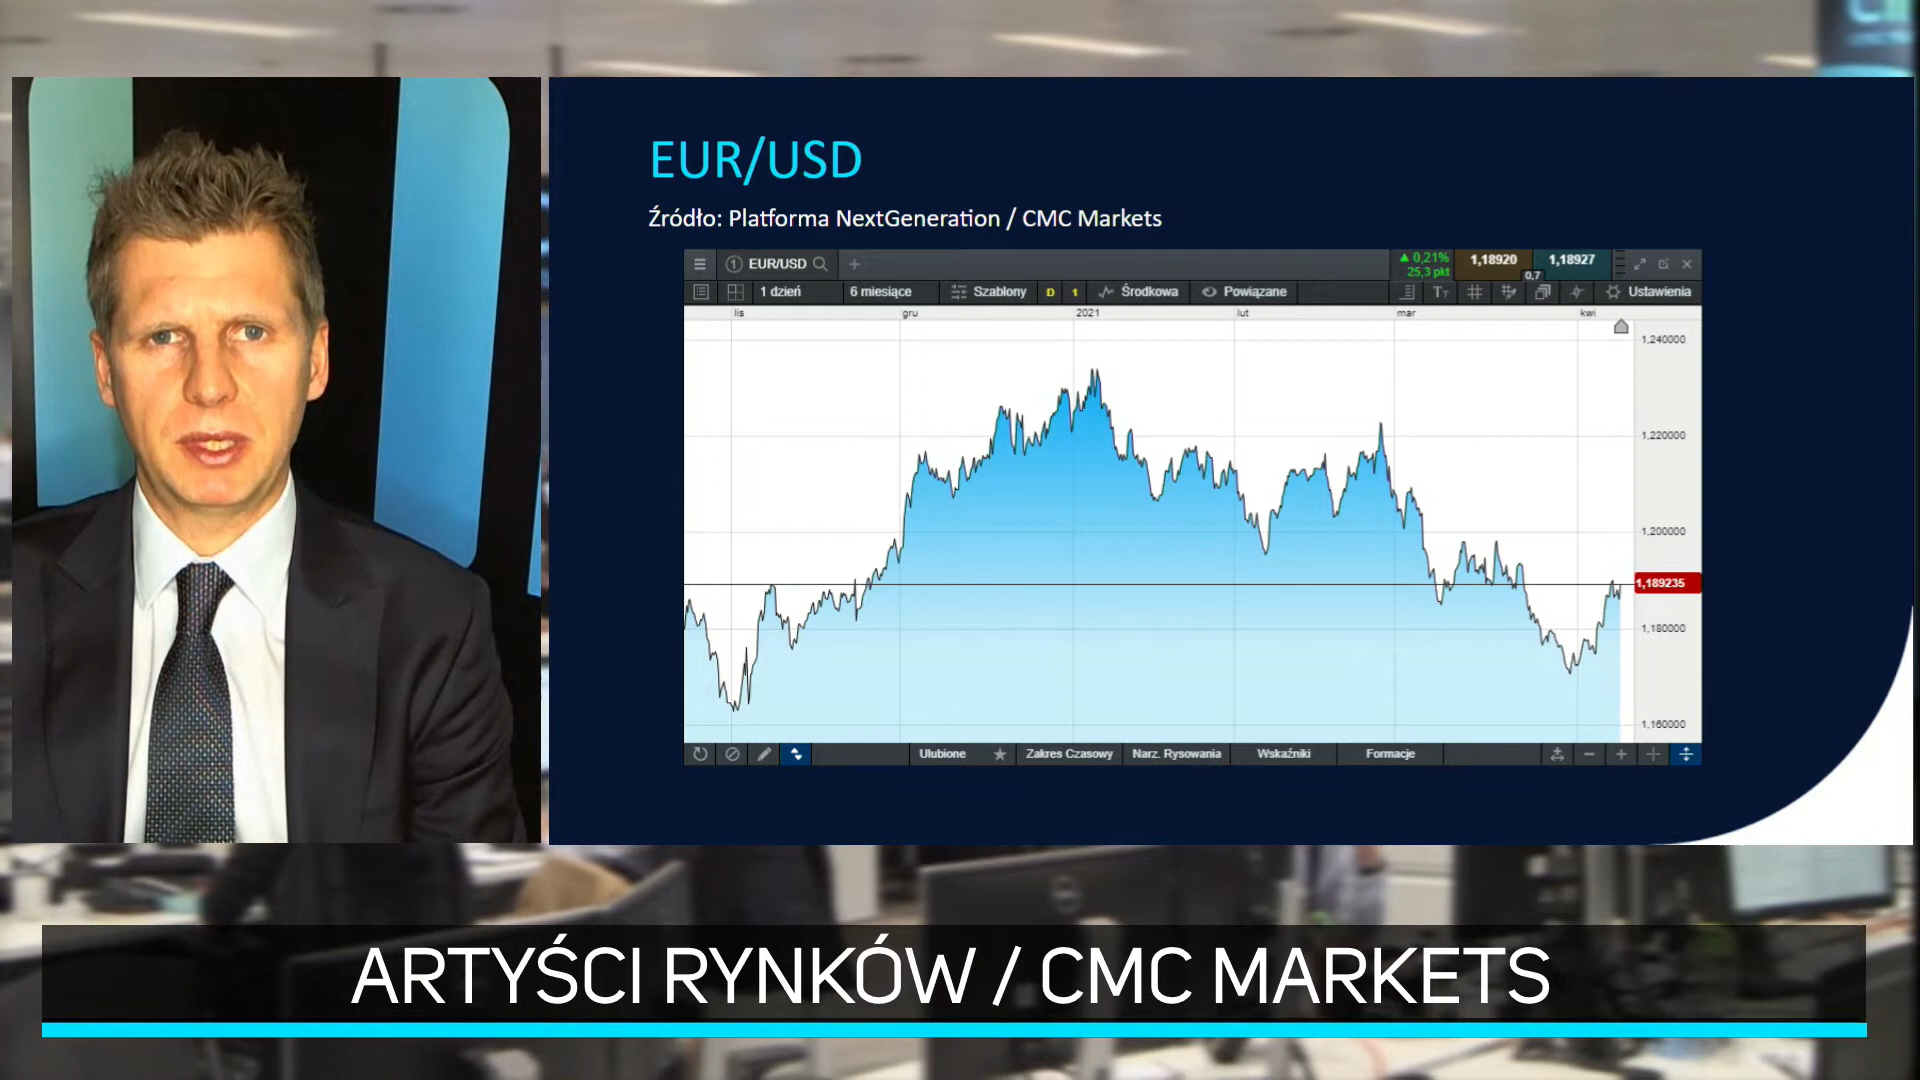 EUR/USD
Źródło: Platforma NextGeneration / CMC Markets
1 EUR/USD
0,21%
25,3 pkt
1,18920
0,7
1,18927
1 dzień
6 miesiące
Szablony
D
1
Środkowa
Powiązane
Ustawienia
lis
gru
2021
lut
mar
kwi
1,240000
1,220000
1,200000
1,189235
1,180000
1,160000
Ulubione
Zakres Czasowy
Narz. Rysowania
Wskaźniki
Formacje
ARTYŚCI RYNKÓW / CMC MARKETS